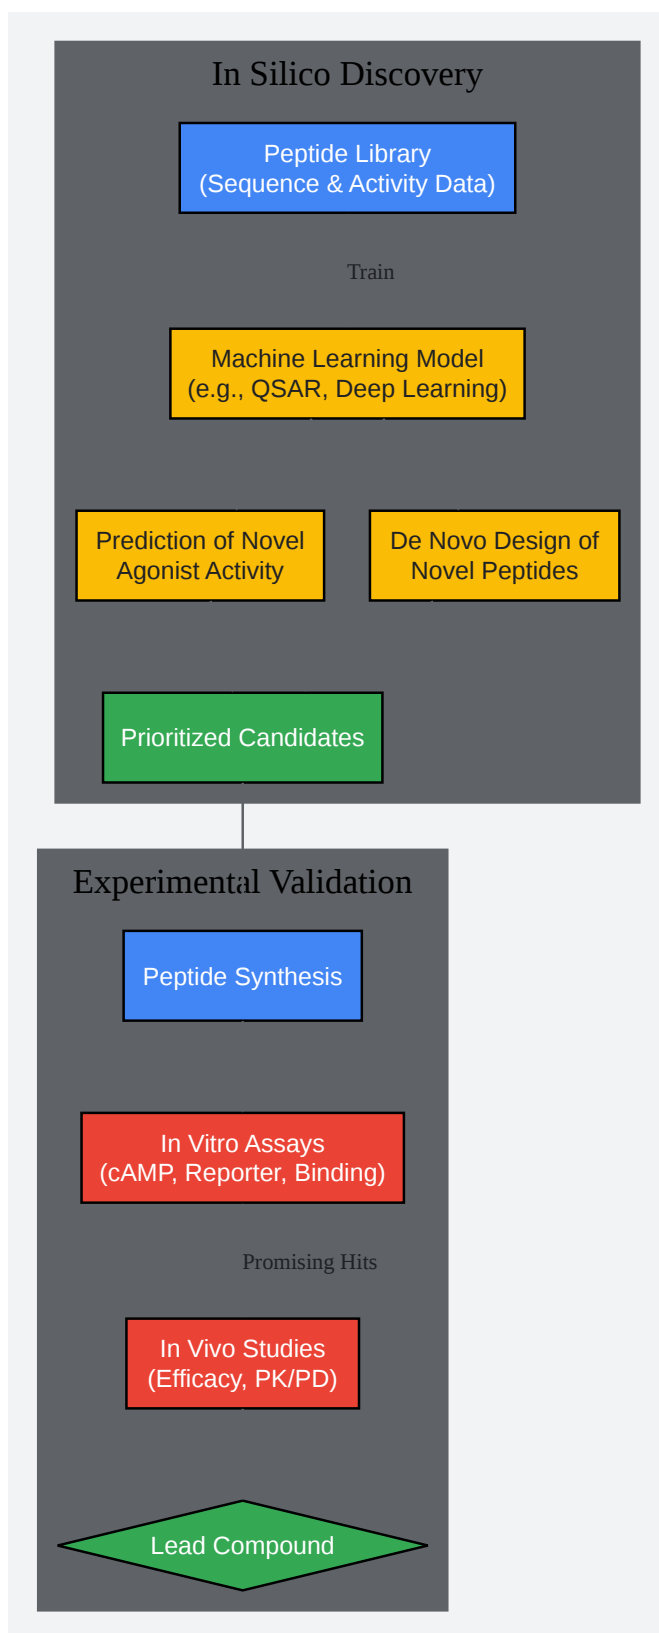 In Silico Discovery
Peptide Library
(Sequence & Activity Data)
Train
Machine Learning Model
(e.g., QSAR, Deep Learning)
Prediction of Novel
Agonist Activity
De Novo Design of
Novel Peptides
Prioritized Candidates
Experimental Validation
Peptide Synthesis
In Vitro Assays
(cAMP, Reporter, Binding)
Promising Hits
In Vivo Studies
(Efficacy, PK/PD)
Lead Compound